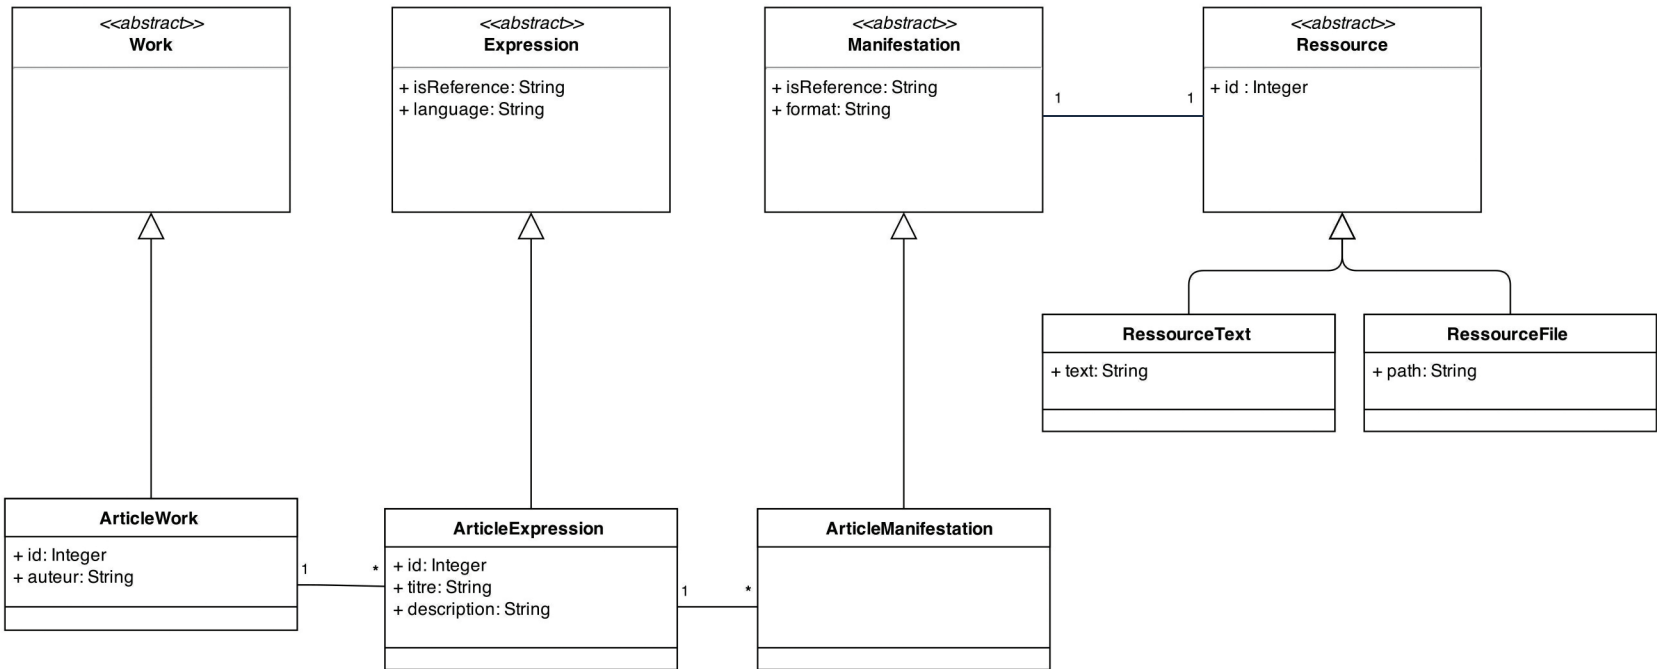 <<abstract>>
Work
<<abstract>>
Expression
+ isReference: String
+ language: String
<<abstract>>
Manifestation
+ isReference: String
+ format: String
1
1
<<abstract>>
Ressource
+ id : Integer
RessourceText
+ text: String
RessourceFile
+ path: String
ArticleWork
+ id: Integer
+ auteur: String
1
*
ArticleExpression
+ id: Integer
+ titre: String
+ description: String
1
*
ArticleManifestation